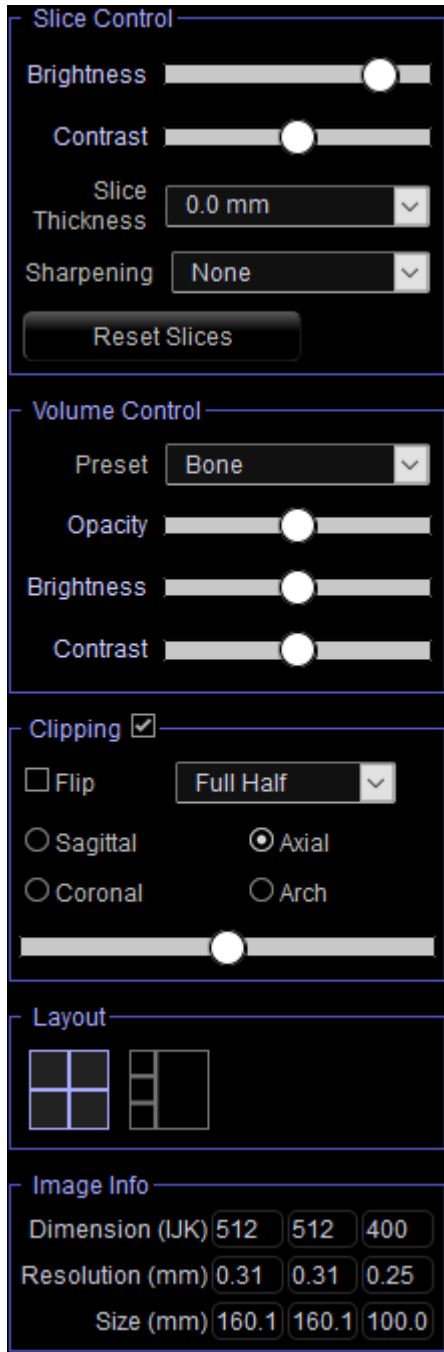 Slice Control
Brightness
Contrast
Slice
Thickness
0.0 mm
Sharpening
None
Reset Slices
Volume Control
Preset
Bone
Opacity
Brightness
Contrast
Clipping
Flip
Full Half
Sagittal
Axial
Coronal
Arch
Layout
Image Info
Dimension (IJK) 512 512 400
Resolution (mm) 0.31 0.31 0.25
Size (mm) 160.1 160.1 100.0